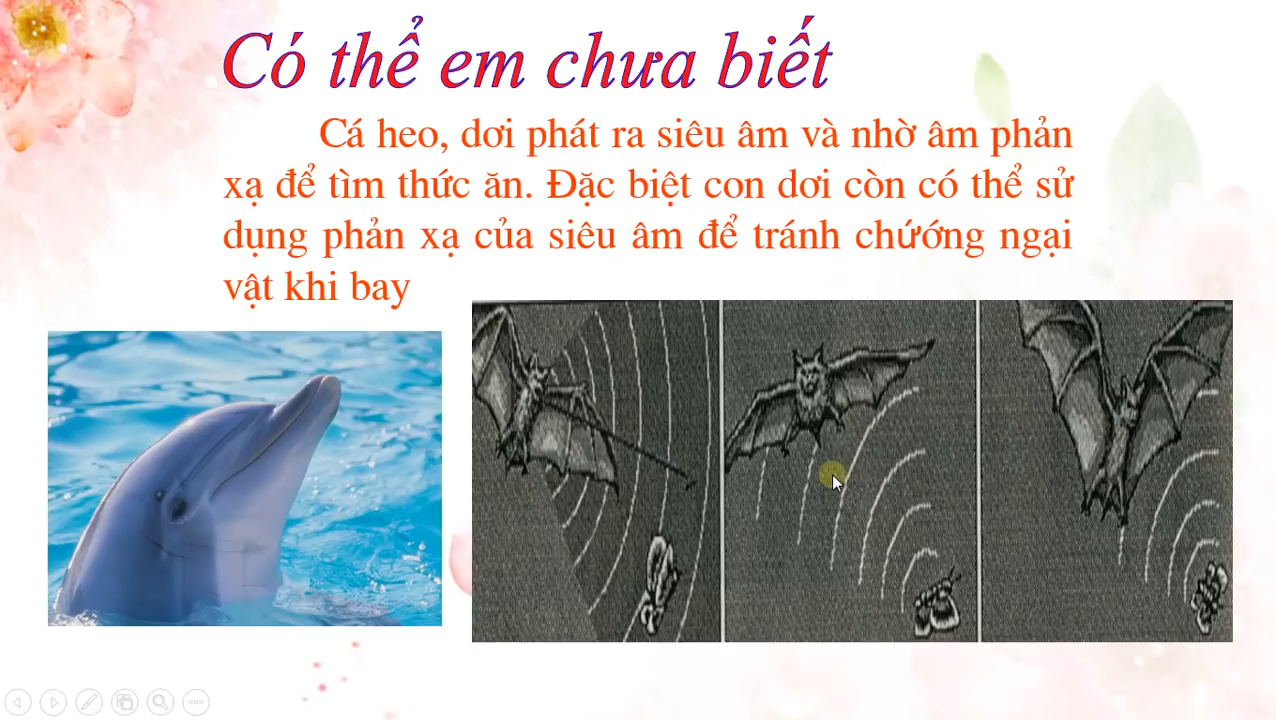 Có thể em chưa biết
Cá heo, dơi phát ra siêu âm và nhờ âm phản
xạ để tìm thức ăn. Đặc biệt con dơi còn có thể sử
dụng phản xạ của siêu âm để tránh chướng ngại
vật khi bay